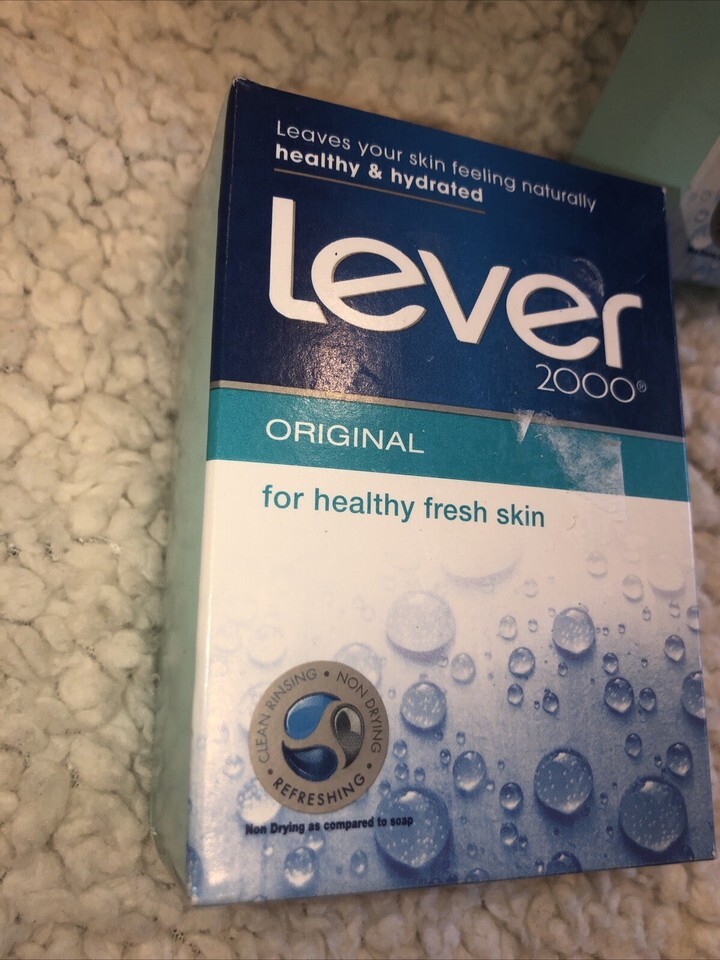 Leaves your skin feeling naturally
healthy & hydrated
Lever
2000®
ORIGINAL
for healthy fresh skin
CLEAN RINSING • NON DRYING • REFRESHING •
Non Drying as compared to soap